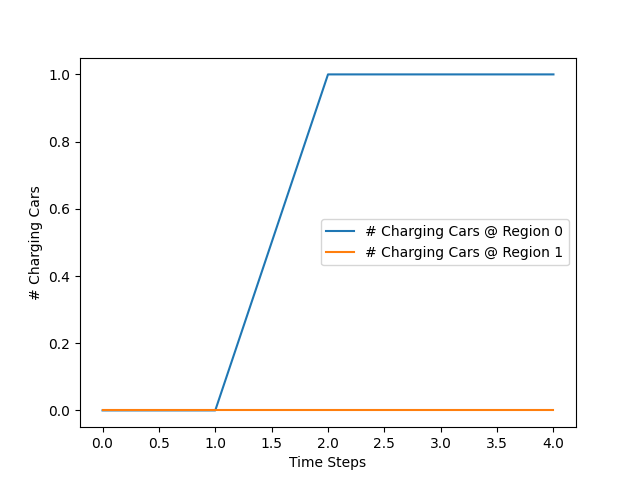 1.0
0.8
0.6
0.4
0.2
0.0
# Charging Cars
# Charging Cars @ Region 0
# Charging Cars @ Region 1
0.0 0.5 1.0 1.5 2.0 2.5 3.0 3.5 4.0
Time Steps